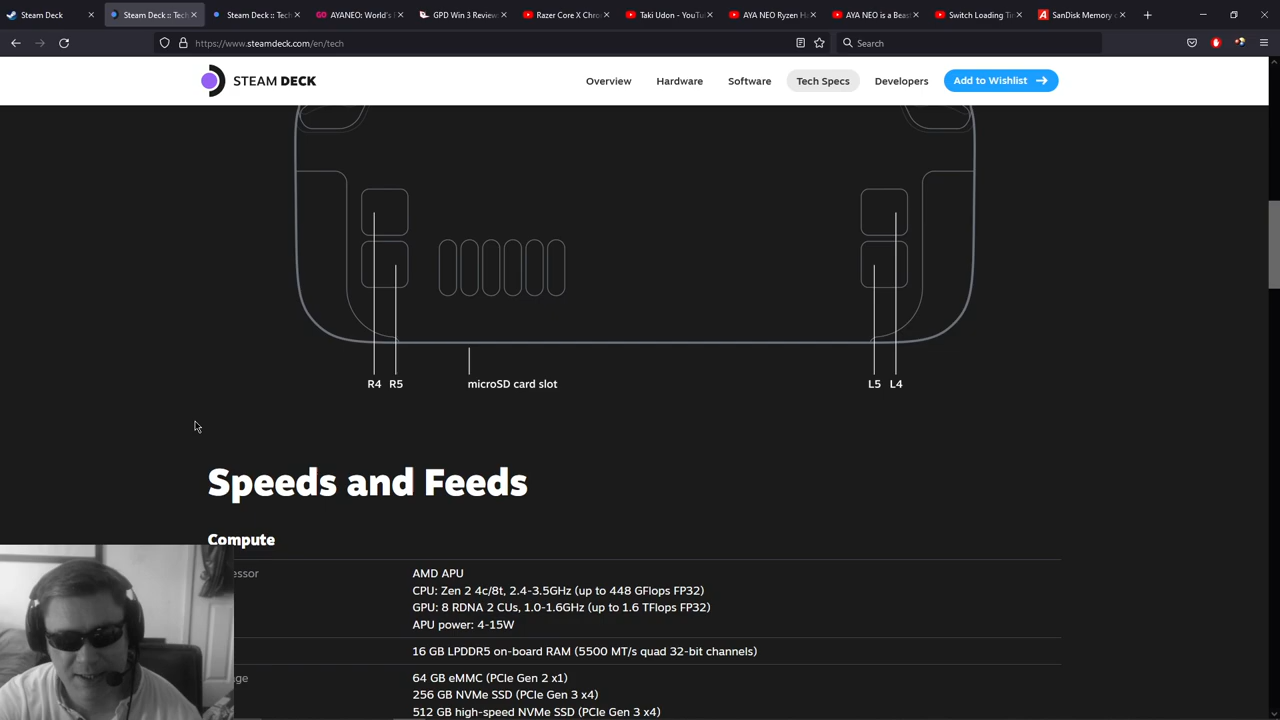 Steam Deck
Steam Deck :: Tech
Steam Deck :: Tech
AYANEO: World's
GPD Win 3 Review
Razer Core X Chro
Taki Udon - YouTu
AYA NEO Ryzen H
AYA NEO is a Beas
Switch Loading Ti
SanDisk Memory
https://www.steamdeck.com/en/tech
Search
STEAM DECK
Overview
Hardware
Software
Tech Specs
Developers
Add to Wishlist
R4 R5
microSD card slot
L5 L4
Speeds and Feeds
Compute
essor
AMD APU
CPU: Zen 2 4c/8t, 2.4-3.5GHz (up to 448 GFlops FP32)
GPU: 8 RDNA 2 CUs, 1.0-1.6GHz (up to 1.6 TFlops FP32)
APU power: 4-15W
16 GB LPDDR5 on-board RAM (5500 MT/s quad 32-bit channels)
age
64 GB eMMC (PCIe Gen 2 x1)
256 GB NVMe SSD (PCIe Gen 3 x4)
512 GB high-speed NVMe SSD (PCIe Gen 3 x4)